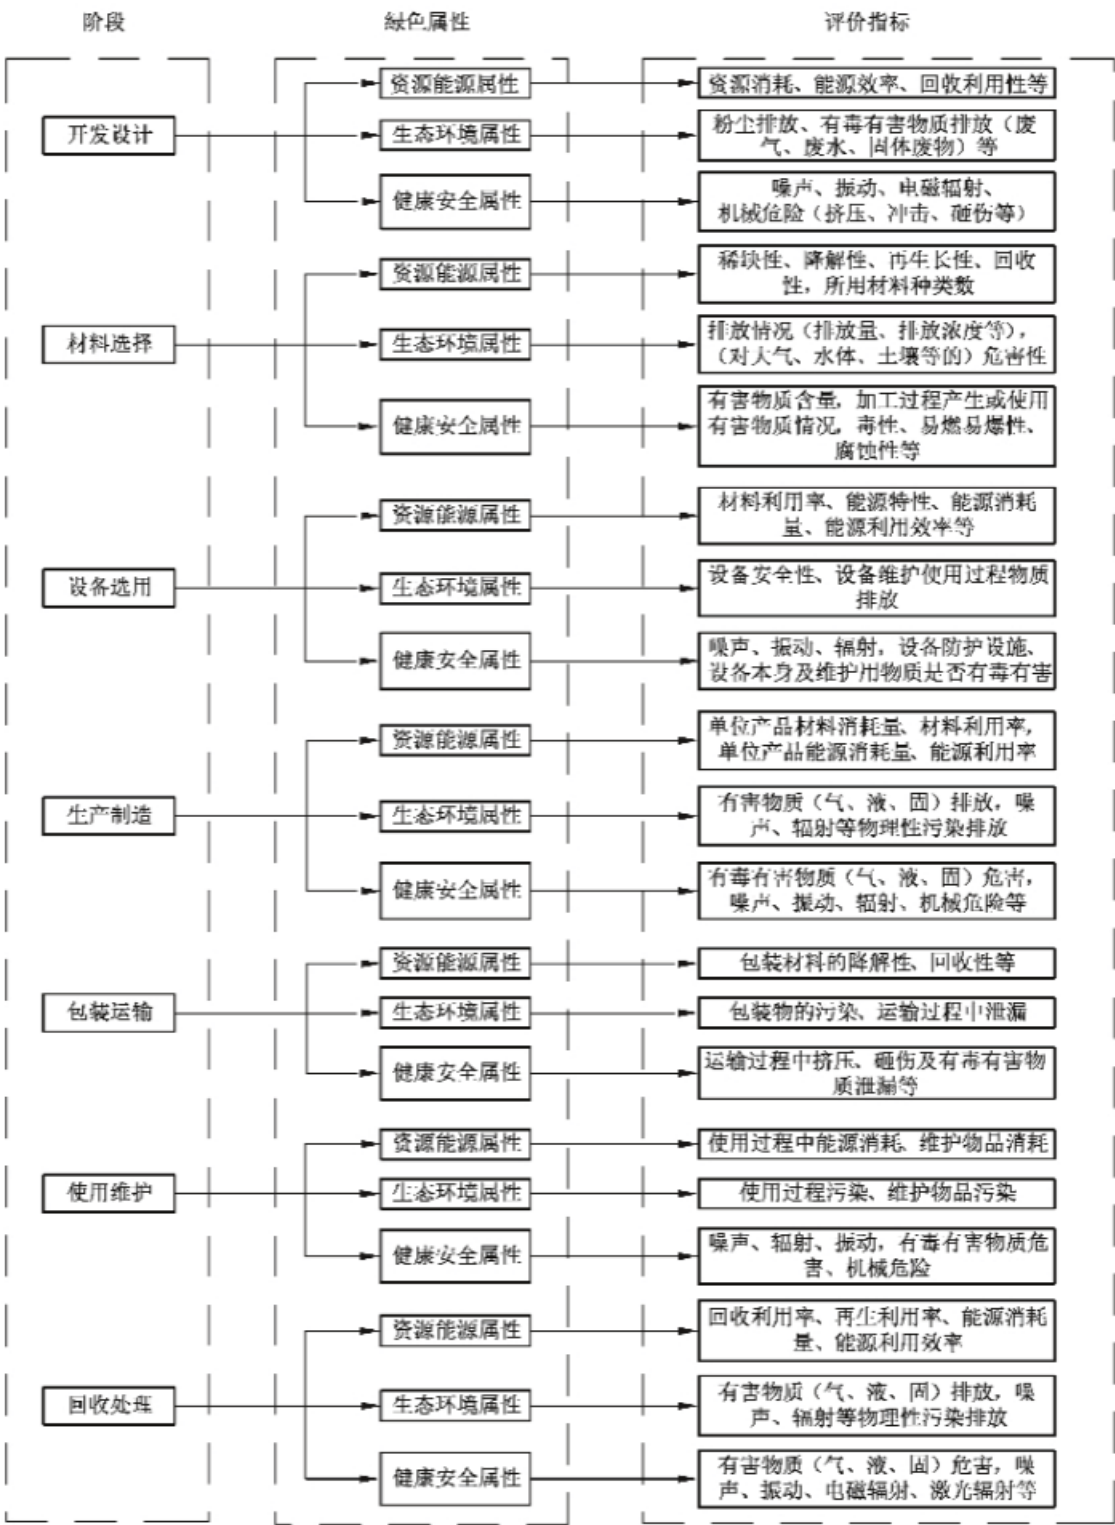 阶段
绿色属性
评价指标
开发设计
资源能源属性
资源消耗、能源效率、回收利用性等
生态环境属性
粉尘排放、有毒有害物质排放（废
气、废水、固体废物）等
健康安全属性
噪声、振动、电磁辐射、
机械危险（挤压、冲击、砸伤等）
材料选择
资源能源属性
稀缺性、降解性、再生长性、回收
性，所用材料种类数
生态环境属性
排放情况（排放量、排放浓度等），
（对大气、水体、土壤等的）危害性
健康安全属性
有害物质含量，加工过程产生或使用
有害物质情况，毒性、易燃易爆性、
腐蚀性等
设备选用
资源能源属性
材料利用率、能源特性、能源消耗
量、能源利用效率等
生态环境属性
设备安全性、设备维护使用过程物质
排放
健康安全属性
噪声、振动、辐射，设备防护设施、
设备本身及维护用物质是否有毒有害
生产制造
资源能源属性
单位产品材料消耗量、材料利用率，
单位产品能源消耗量、能源利用率
生态环境属性
有害物质（气、液、固）排放，噪
声、辐射等物理性污染排放
健康安全属性
有毒有害物质（气、液、固）危害，
噪声、振动、辐射、机械危险等
包装运输
资源能源属性
包装材料的降解性、回收性等
生态环境属性
包装物的污染、运输过程中泄漏
健康安全属性
运输过程中挤压、砸伤及有毒有害物
质泄漏等
使用维护
资源能源属性
使用过程中能源消耗、维护物品消耗
生态环境属性
使用过程污染、维护物品污染
健康安全属性
噪声、辐射、振动，有毒有害物质危
害、机械危险
回收处理
资源能源属性
回收利用率、再生利用率、能源消耗
量、能源利用效率
生态环境属性
有害物质（气、液、固）排放，噪
声、辐射等物理性污染排放
健康安全属性
有害物质（气、液、固）危害，噪
声、振动、电磁辐射、激光辐射等